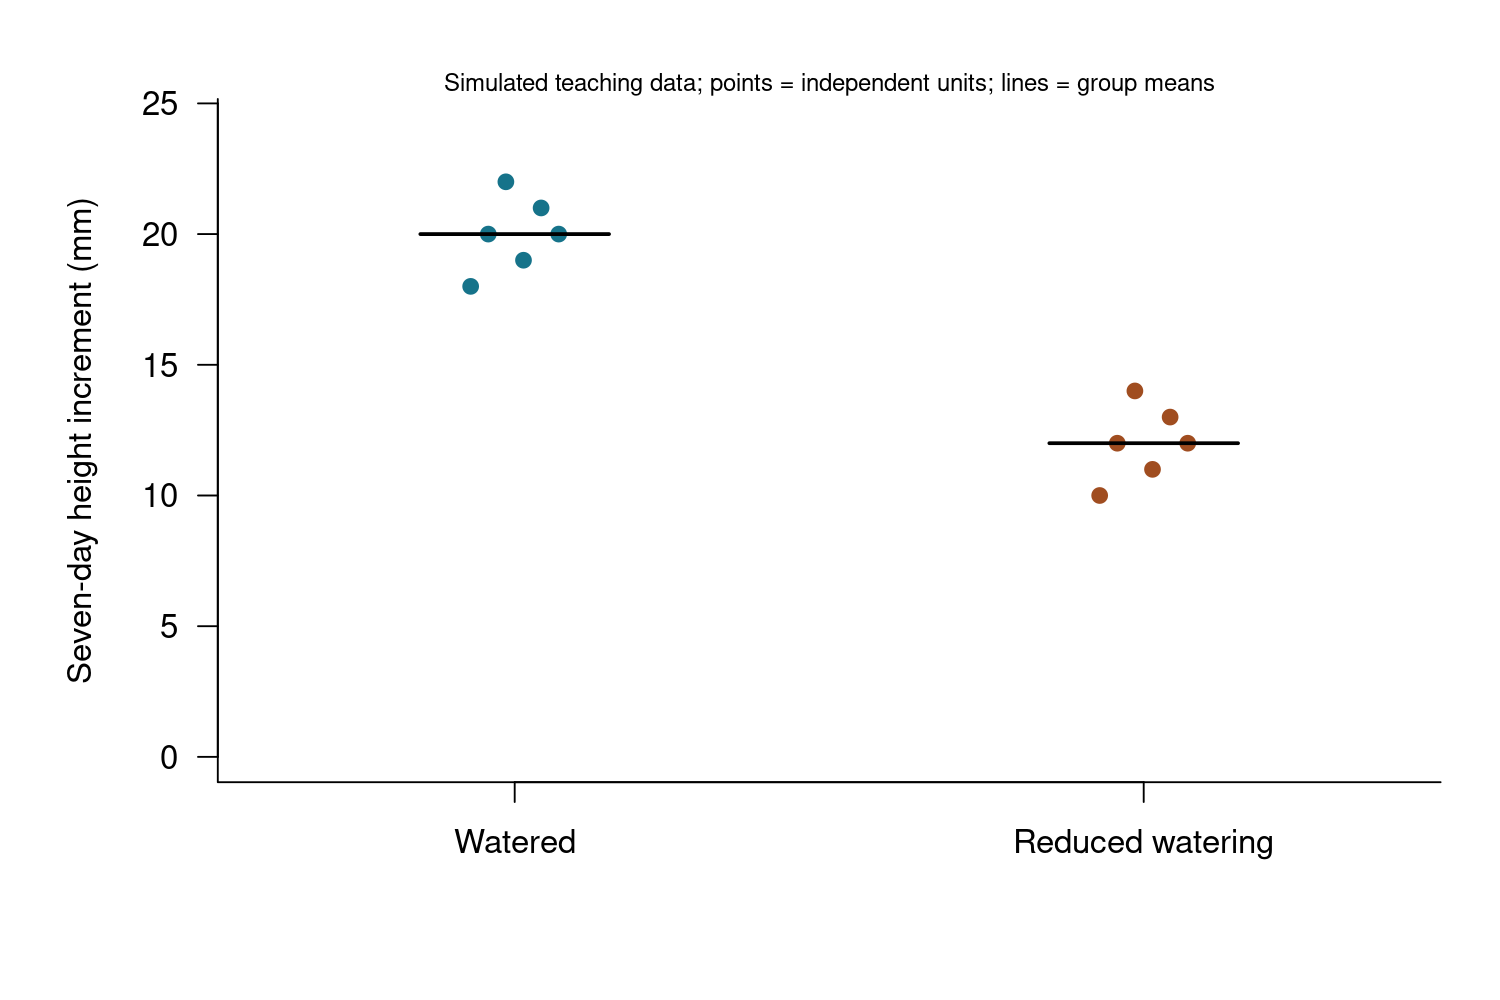 Simulated teaching data; points = independent units; lines = group means
Seven-day height increment (mm)
25
20
15
10
5
0
Watered
Reduced watering